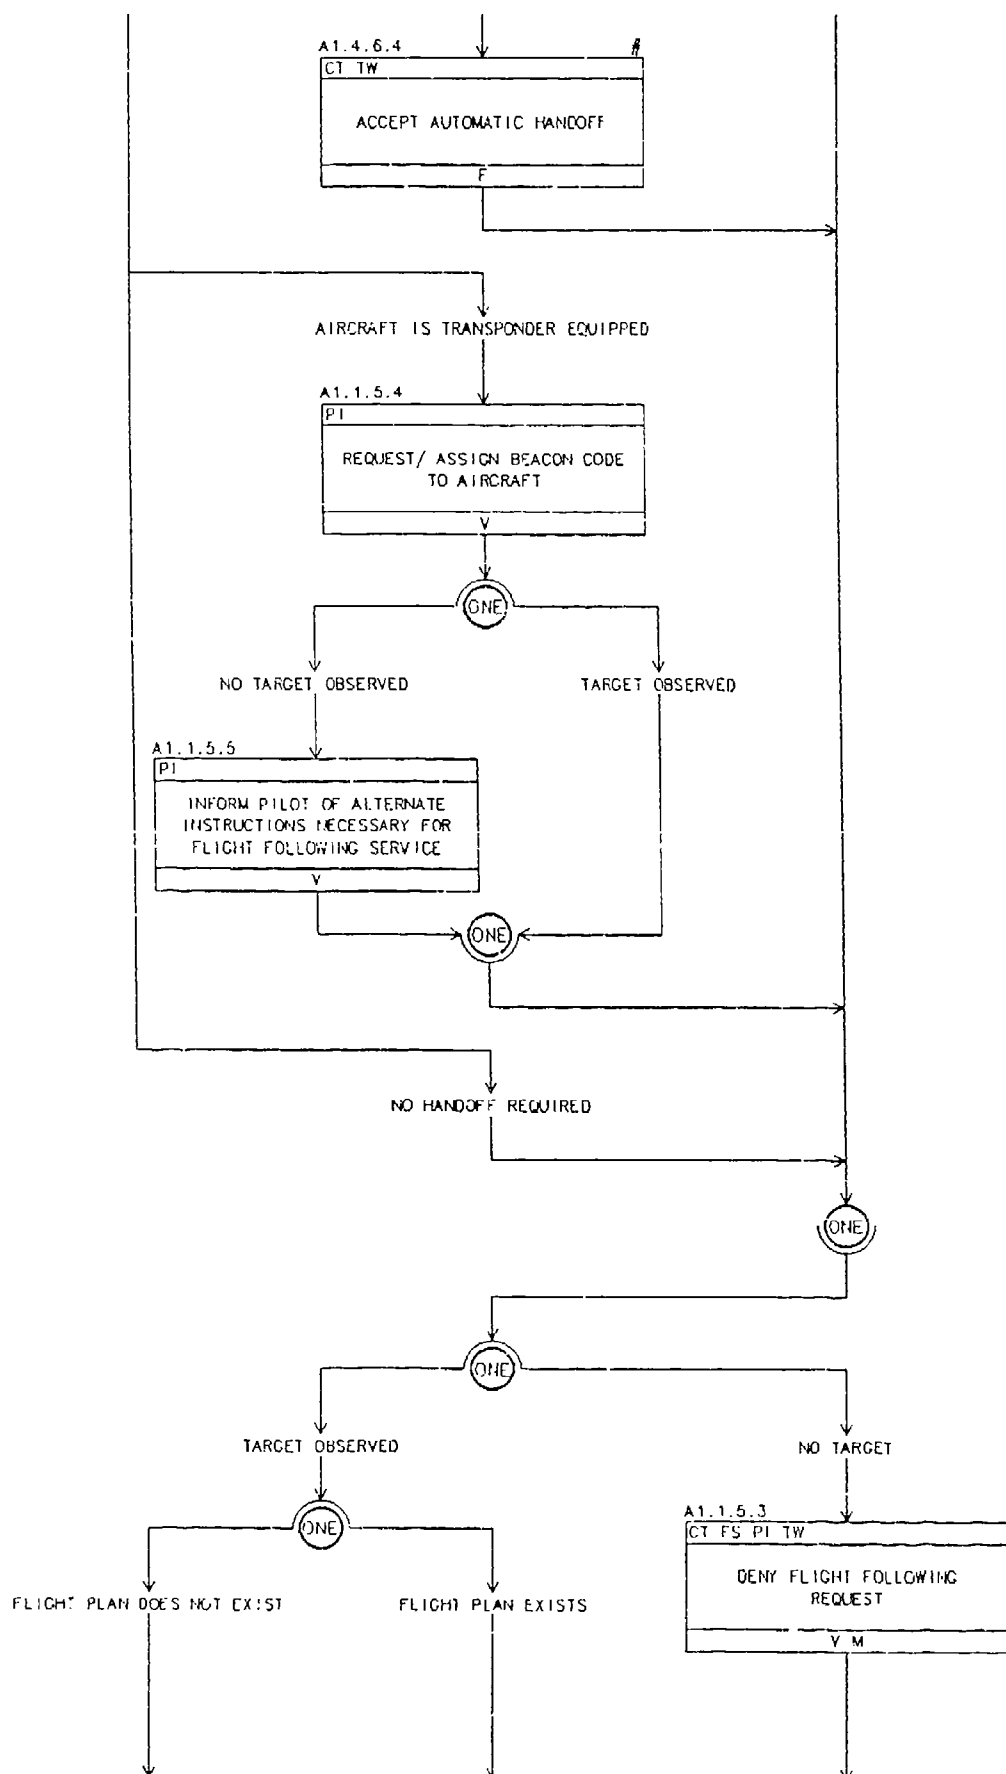 A1.4.6.4
CT TW
ACCEPT AUTOMATIC HANDOFF
F
AIRCRAFT IS TRANSPONDER EQUIPPED
A1.1.5.4
PI
REQUEST/ ASSIGN BEACON CODE
TO AIRCRAFT
V
ONE
NO TARGET OBSERVED
TARGET OBSERVED
A1.1.5.5
PI
INFORM PILOT OF ALTERNATE
INSTRUCTIONS NECESSARY FOR
FLIGHT FOLLOWING SERVICE
V
ONE
NO HANDOFF REQUIRED
ONE
ONE
TARGET OBSERVED
NO TARGET
ONE
A1.1.5.3
CT FS PI TW
DENY FLIGHT FOLLOWING
REQUEST
V M
FLIGHT PLAN DOES NOT EXIST
FLIGHT PLAN EXISTS